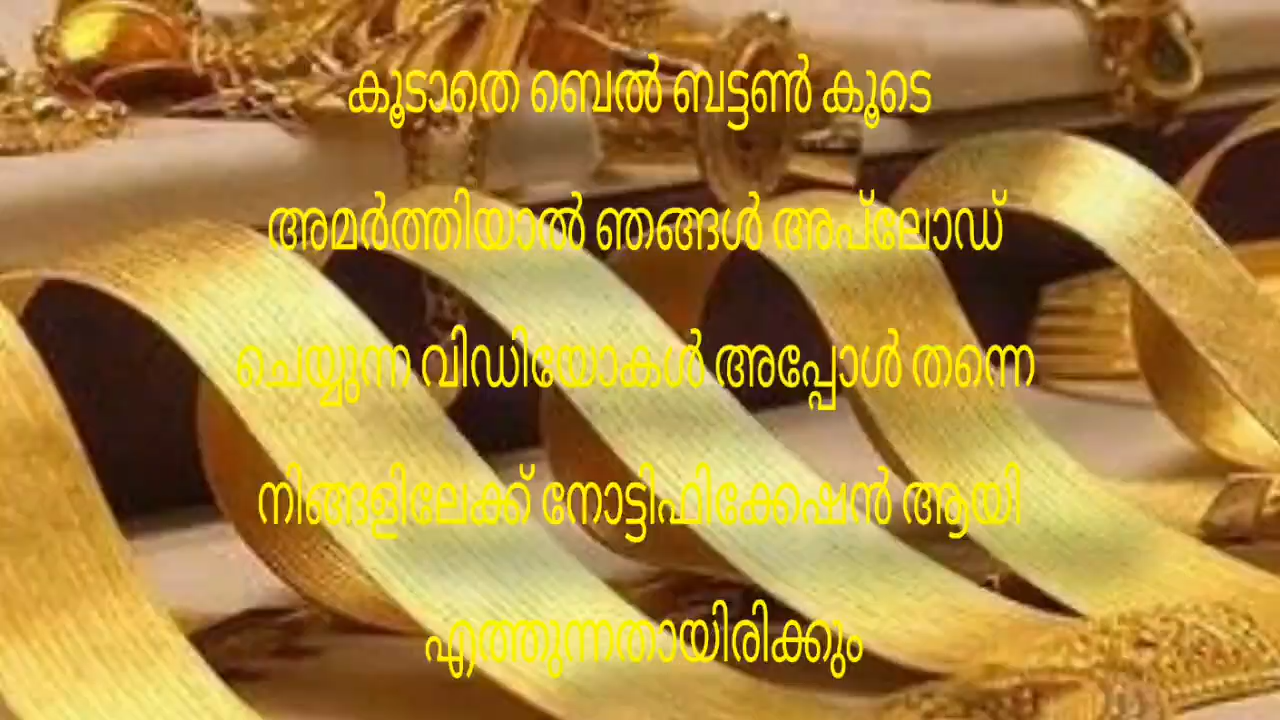 കൂടാതെ ബെൽ ബട്ടൺ കൂടെ
അമർത്തിയാൽ ഞങ്ങൾ അപ്‌ലോഡ്
ചെയ്യുന്ന വിഡിയോകൾ അപ്പോൾ തന്നെ
നിങ്ങളിലേക്ക് നോട്ടിഫിക്കേഷൻ ആയി
എത്തുന്നതായിരിക്കും